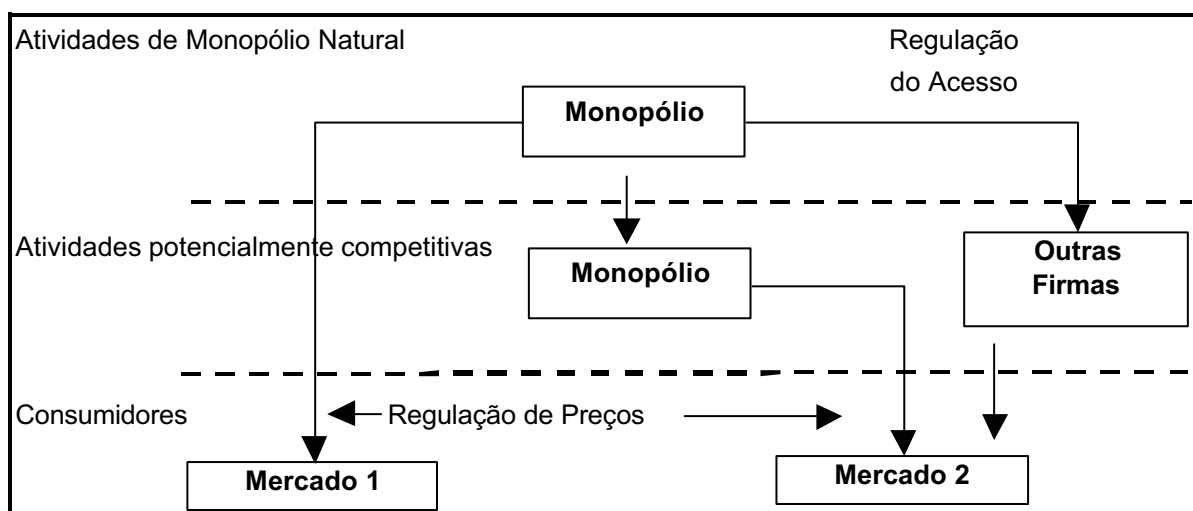 Atividades de Monopólio Natural
Regulação
do Acesso
Monopólio
Atividades potencialmente competitivas
Monopólio
Outras
Firmas
Consumidores
Regulação de Preços
Mercado 1
Mercado 2